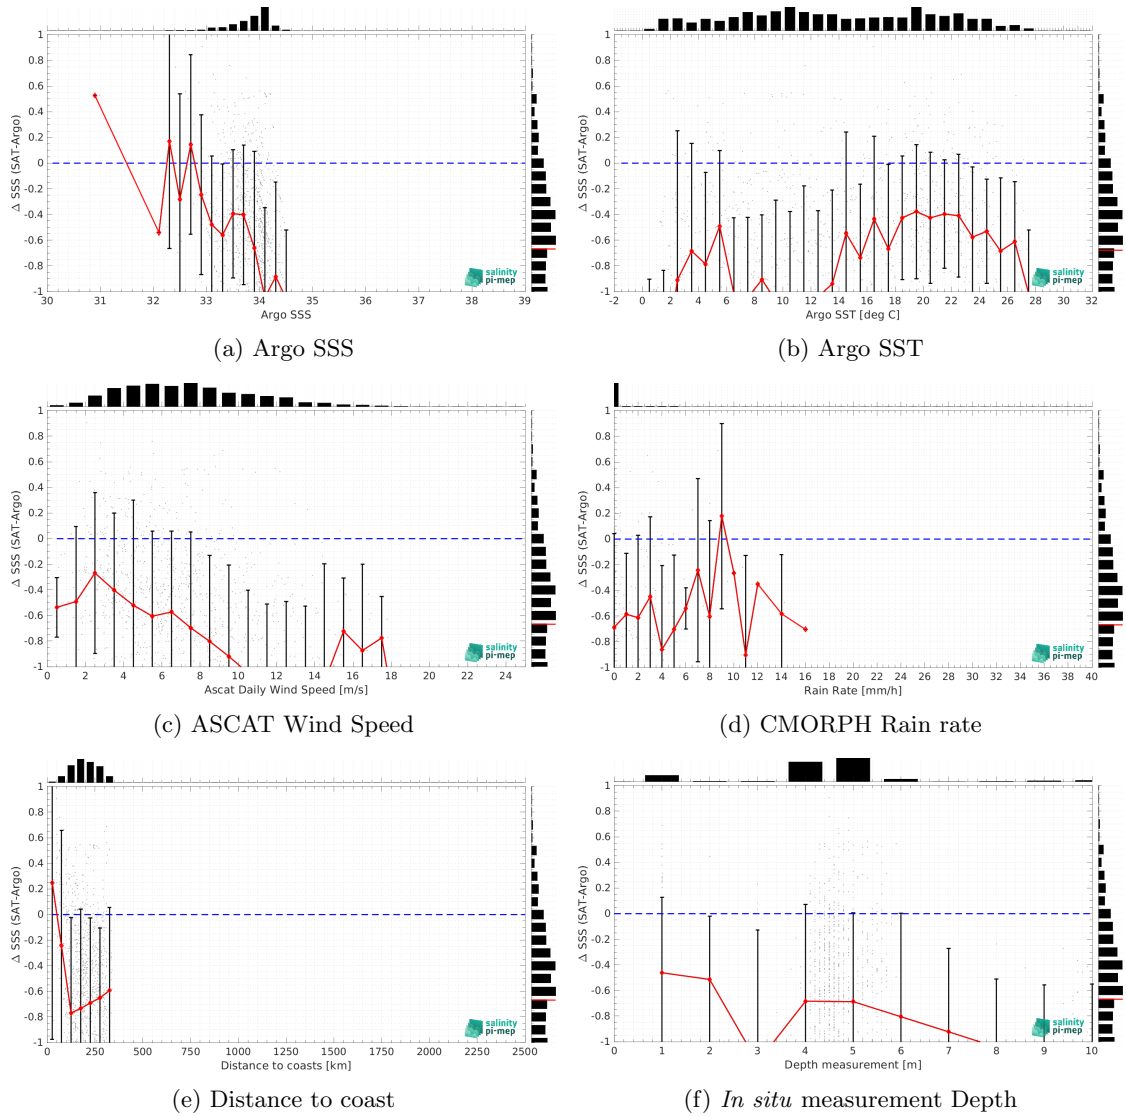 1
0.8
0.6
0.4
0.2
0
-0.2
-0.4
-0.6
-0.8
-1
Δ SSS (SAT-Argo)
30 31 32 33 34 35 36 37 38 39
Argo SSS
salinity
pi-mep
(a) Argo SSS
1
0.8
0.6
0.4
0.2
0
-0.2
-0.4
-0.6
-0.8
-1
Δ SSS (SAT-Argo)
-2 0 2 4 6 8 10 12 14 16 18 20 22 24 26 28 30 32
Argo SST [deg C]
salinity
pi-mep
(b) Argo SST
1
0.8
0.6
0.4
0.2
0
-0.2
-0.4
-0.6
-0.8
-1
Δ SSS (SAT-Argo)
0 2 4 6 8 10 12 14 16 18 20 22 24
Ascat Daily Wind Speed [m/s]
salinity
pi-mep
(c) ASCAT Wind Speed
1
0.8
0.6
0.4
0.2
0
-0.2
-0.4
-0.6
-0.8
-1
Δ SSS (SAT-Argo)
0 2 4 6 8 10 12 14 16 18 20 22 24 26 28 30 32 34 36 38 40
Rain Rate [mm/h]
salinity
pi-mep
(d) CMORPH Rain rate
1
0.8
0.6
0.4
0.2
0
-0.2
-0.4
-0.6
-0.8
-1
Δ SSS (SAT-Argo)
0 250 500 750 1000 1250 1500 1750 2000 2250 2500
Distance to coasts [km]
salinity
pi-mep
(e) Distance to coast
1
0.8
0.6
0.4
0.2
0
-0.2
-0.4
-0.6
-0.8
-1
Δ SSS (SAT-Argo)
0 1 2 3 4 5 6 7 8 9 10
Depth measurement [m]
salinity
pi-mep
(f) In situ measurement Depth